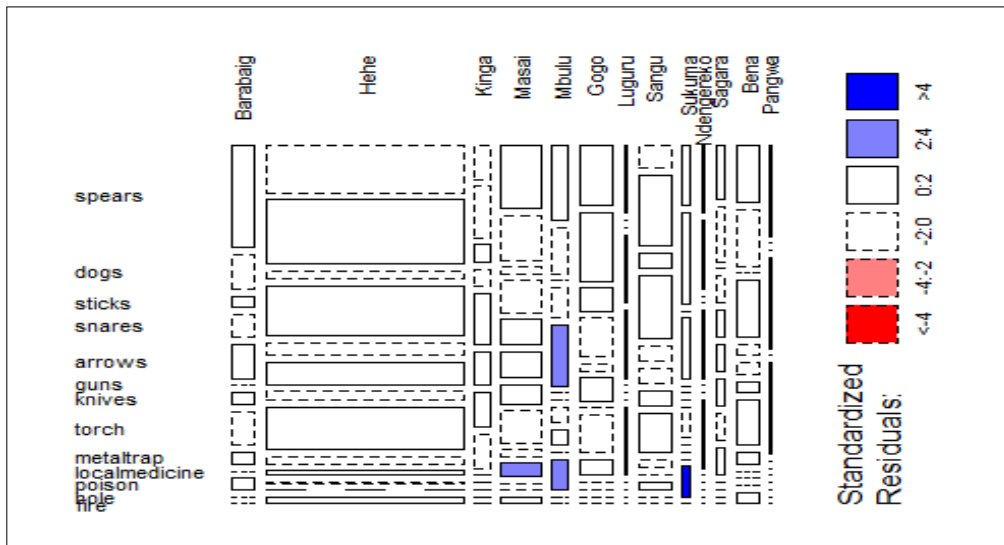 Barabaig
Hehe
Kinga
Masai
Mbulu
Gogo
Luguru
Sangu
Sukuma
Ndengereko
Sagara
Bena
Pangwa
spears
dogs
sticks
snares
arrows
guns
knives
torch
metaltrap
localmedicine
poison
hole
fire
Standardized
Residuals:
<-4
-4:-2
-2:0
0:2
2:4
>4